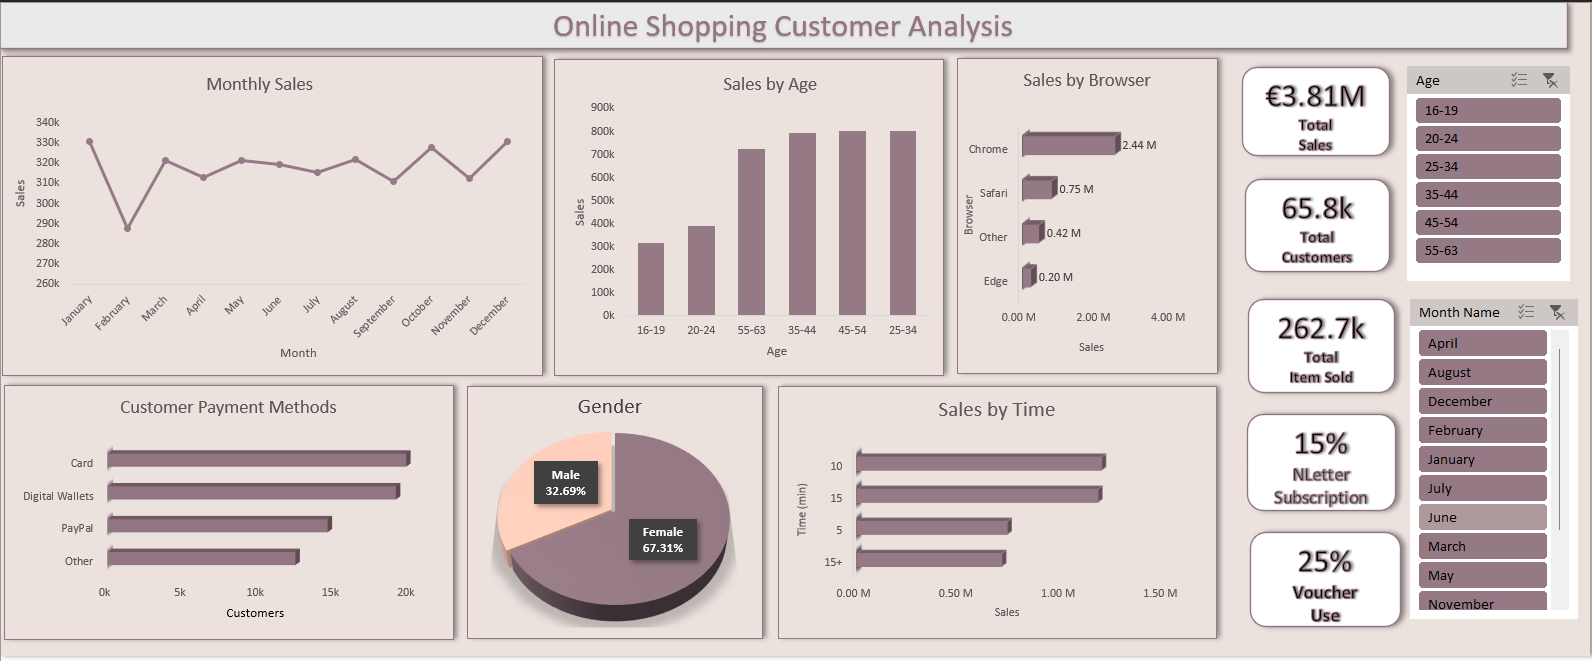 Online Shopping Customer Analysis
Monthly Sales
340k
330k
320k
310k
300k
290k
280k
270k
260k
Sales
January
February
March
April
May
June
July
August
September
October
November
December
Month
Sales by Age
900k
800k
700k
600k
500k
400k
300k
200k
100k
0k
Sales
16-19
20-24
55-63
35-44
45-54
25-34
Age
Sales by Browser
Browser
Chrome
2.44 M
Safari
0.75 M
Other
0.42 M
Edge
0.20 M
0.00 M
2.00 M
4.00 M
Sales
€3.81M
Total
Sales
65.8k
Total
Customers
262.7k
Total
Item Sold
15%
NLetter
Subscription
25%
Voucher
Use
Age
16-19
20-24
25-34
35-44
45-54
55-63
Month Name
April
August
December
February
January
July
June
March
May
November
Customer Payment Methods
Card
Digital Wallets
PayPal
Other
0k
5k
10k
15k
20k
Customers
Gender
Male
32.69%
Female
67.31%
Sales by Time
Time (min)
10
15
5
15+
0.00 M
0.50 M
1.00 M
1.50 M
Sales